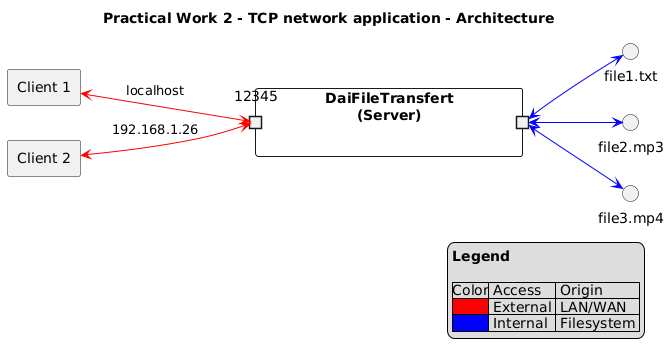 Practical Work 2 - TCP network application - Architecture
Client 1
localhost
12345
DaiFileTransfert
(Server)
file1.txt
Client 2
192.168.1.26
file2.mp3
file3.mp4
Legend
Color Access Origin
External LAN/WAN
Internal Filesystem